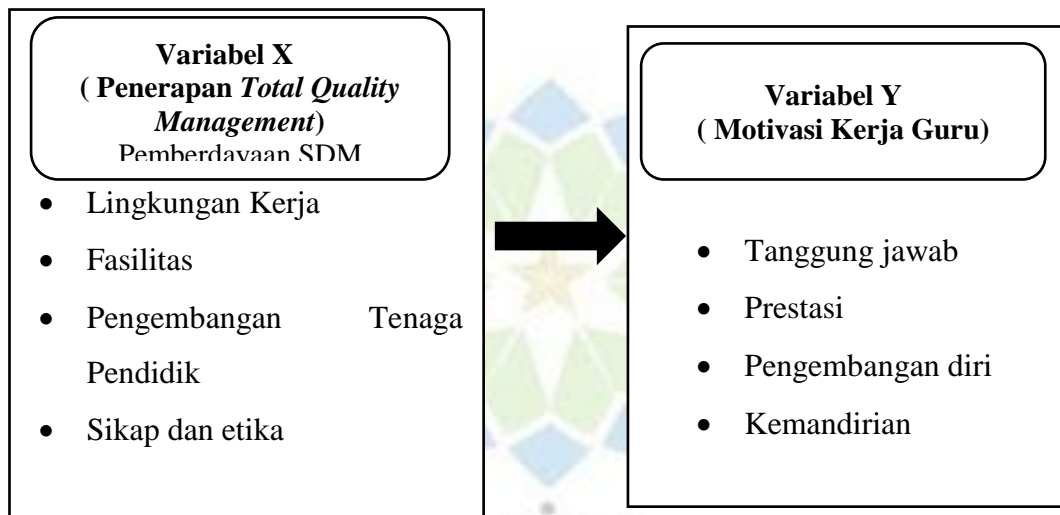 Variabel X
( Penerapan Total Quality
Management)
Pemberdayaan SDM
• Lingkungan Kerja
• Fasilitas
• Pengembangan Tenaga
Pendidik
• Sikap dan etika
Variabel Y
( Motivasi Kerja Guru)
• Tanggung jawab
• Prestasi
• Pengembangan diri
• Kemandirian